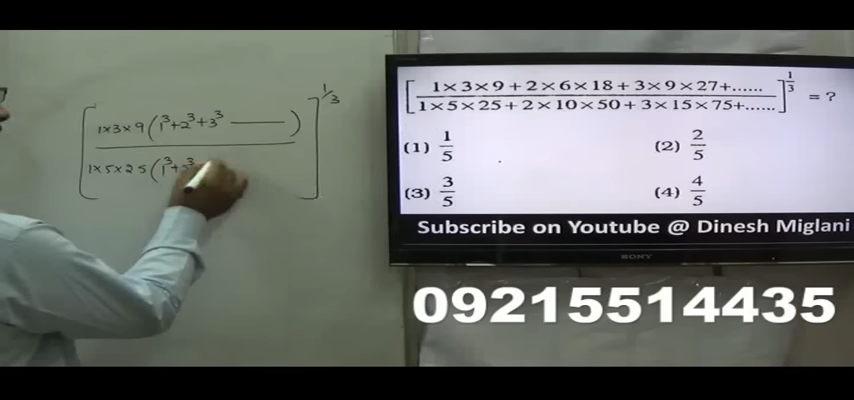 [ 1×3×9 (1³+2³+3³ ——— ) ]^1/3
1×5×25 (1³+2³
[ 1×3×9+2×6×18+3×9×27+...... / 1×5×25+2×10×50+3×15×75+...... ]^1/3 = ?
(1) 1/5 (2) 2/5
(3) 3/5 (4) 4/5
Subscribe on Youtube @ Dinesh Miglani
SONY
09215514435